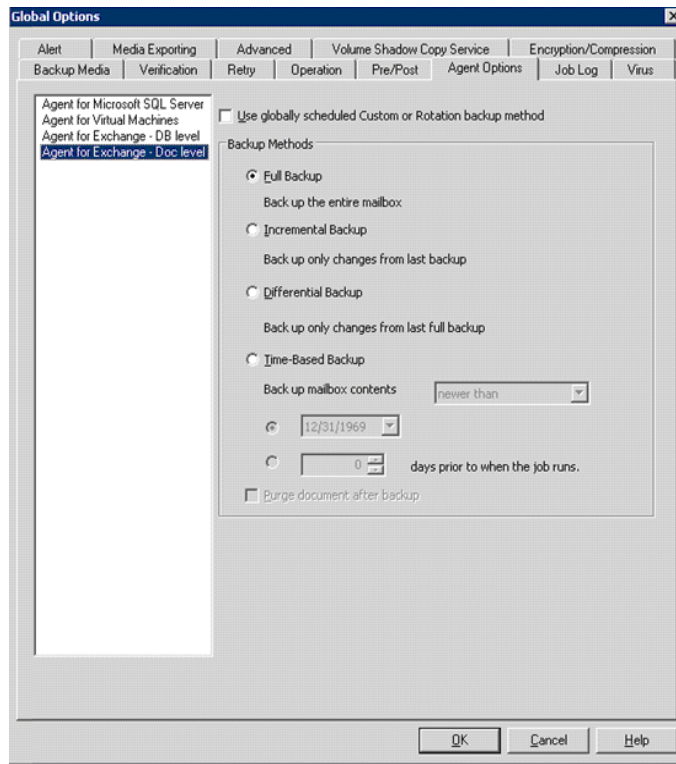 Global Options
Alert
Media Exporting
Advanced
Volume Shadow Copy Service
Encryption/Compression
Backup Media
Verification
Retry
Operation
Pre/Post
Agent Options
Job Log
Virus
Agent for Microsoft SQL Server
Agent for Virtual Machines
Agent for Exchange - DB level
Agent for Exchange - Doc level
Use globally scheduled Custom or Rotation backup method
Backup Methods
Full Backup
Back up the entire mailbox
Incremental Backup
Back up only changes from last backup
Differential Backup
Back up only changes from last full backup
Time-Based Backup
Back up mailbox contents
newer than
12/31/1969
0
days prior to when the job runs.
Purge document after backup
OK
Cancel
Help